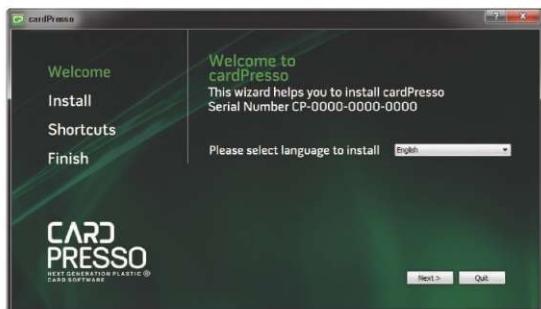 cardPresso
Welcome
Install
Shortcuts
Finish
Welcome to
cardPresso
This wizard helps you to install cardPresso
Serial Number CP-0000-0000-0000
Please select language to install English
CARD
PRESSO
NEXT GENERATION PLASTIC
CARD SOFTWARE
Next >
Quit